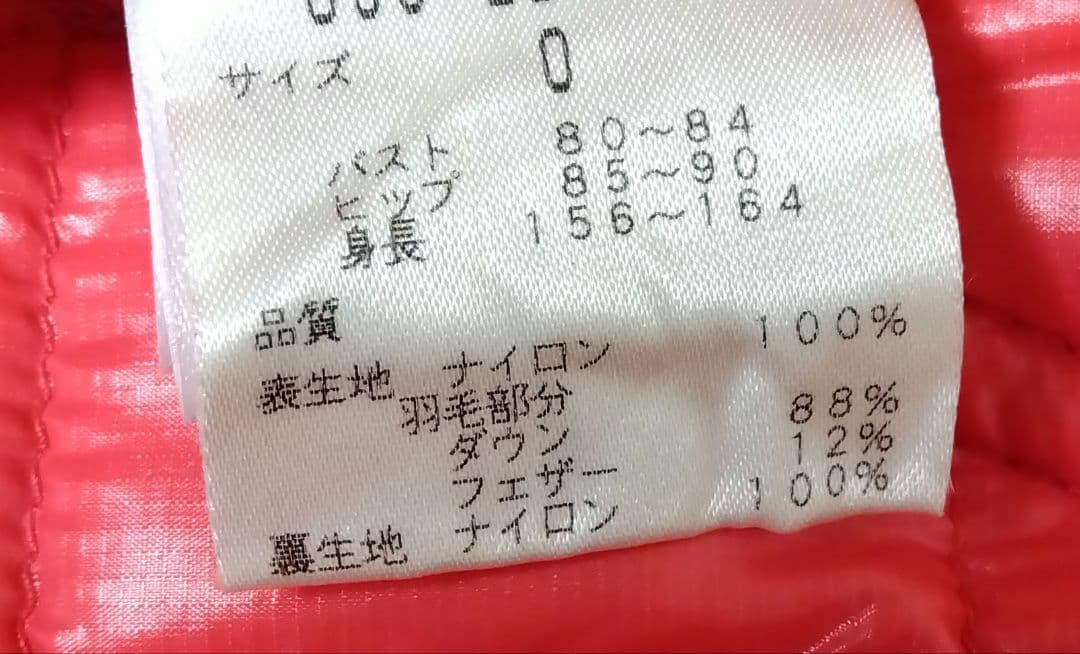 サイズ 0
バスト 80～84
ヒップ 85～90
身長 156～164
品質
表生地 ナイロン 100%
羽毛部分
ダウン 88%
フェザー 12%
裏生地 ナイロン 100%